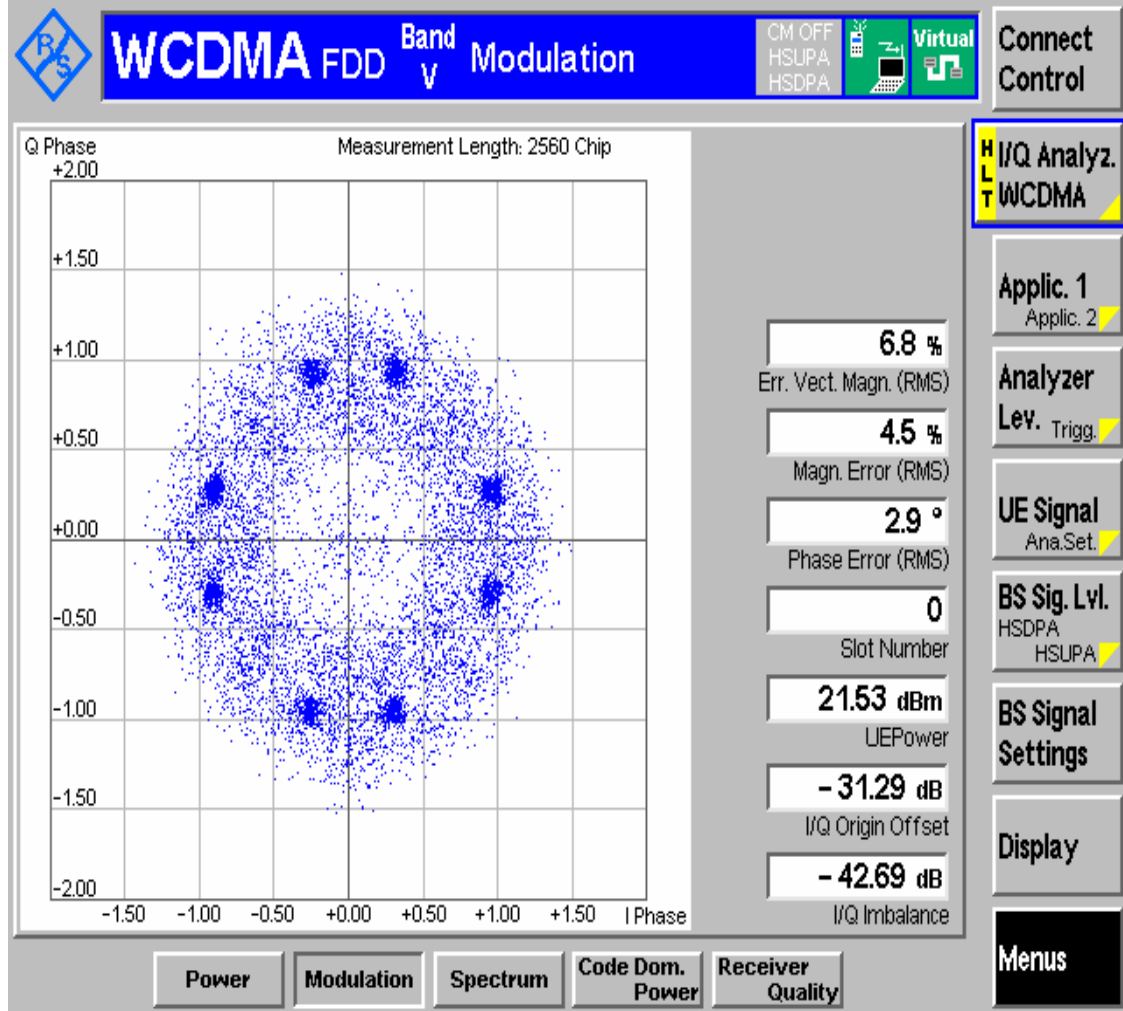 R&S
WCDMA FDD Band V Modulation
CM OFF
HSUPA
HSDPA
Virtual
Connect
Control
Q Phase
Measurement Length: 2560 Chip
+2.00
+1.50
+1.00
+0.50
+0.00
-0.50
-1.00
-1.50
-2.00
-1.50 -1.00 -0.50 +0.00 +0.50 +1.00 +1.50 I Phase
6.8 %
Err. Vect. Magn. (RMS)
4.5 %
Magn. Error (RMS)
2.9 °
Phase Error (RMS)
0
Slot Number
21.53 dBm
UEPower
- 31.29 dB
I/Q Origin Offset
- 42.69 dB
I/Q Imbalance
HLT
I/Q Analyz.
WCDMA
Applic. 1
Applic. 2
Analyzer
Lev. Trigg.
UE Signal
Ana.Set.
BS Sig. Lvl.
HSDPA
HSUPA
BS Signal
Settings
Display
Menus
Power
Modulation
Spectrum
Code Dom.
Power
Receiver
Quality